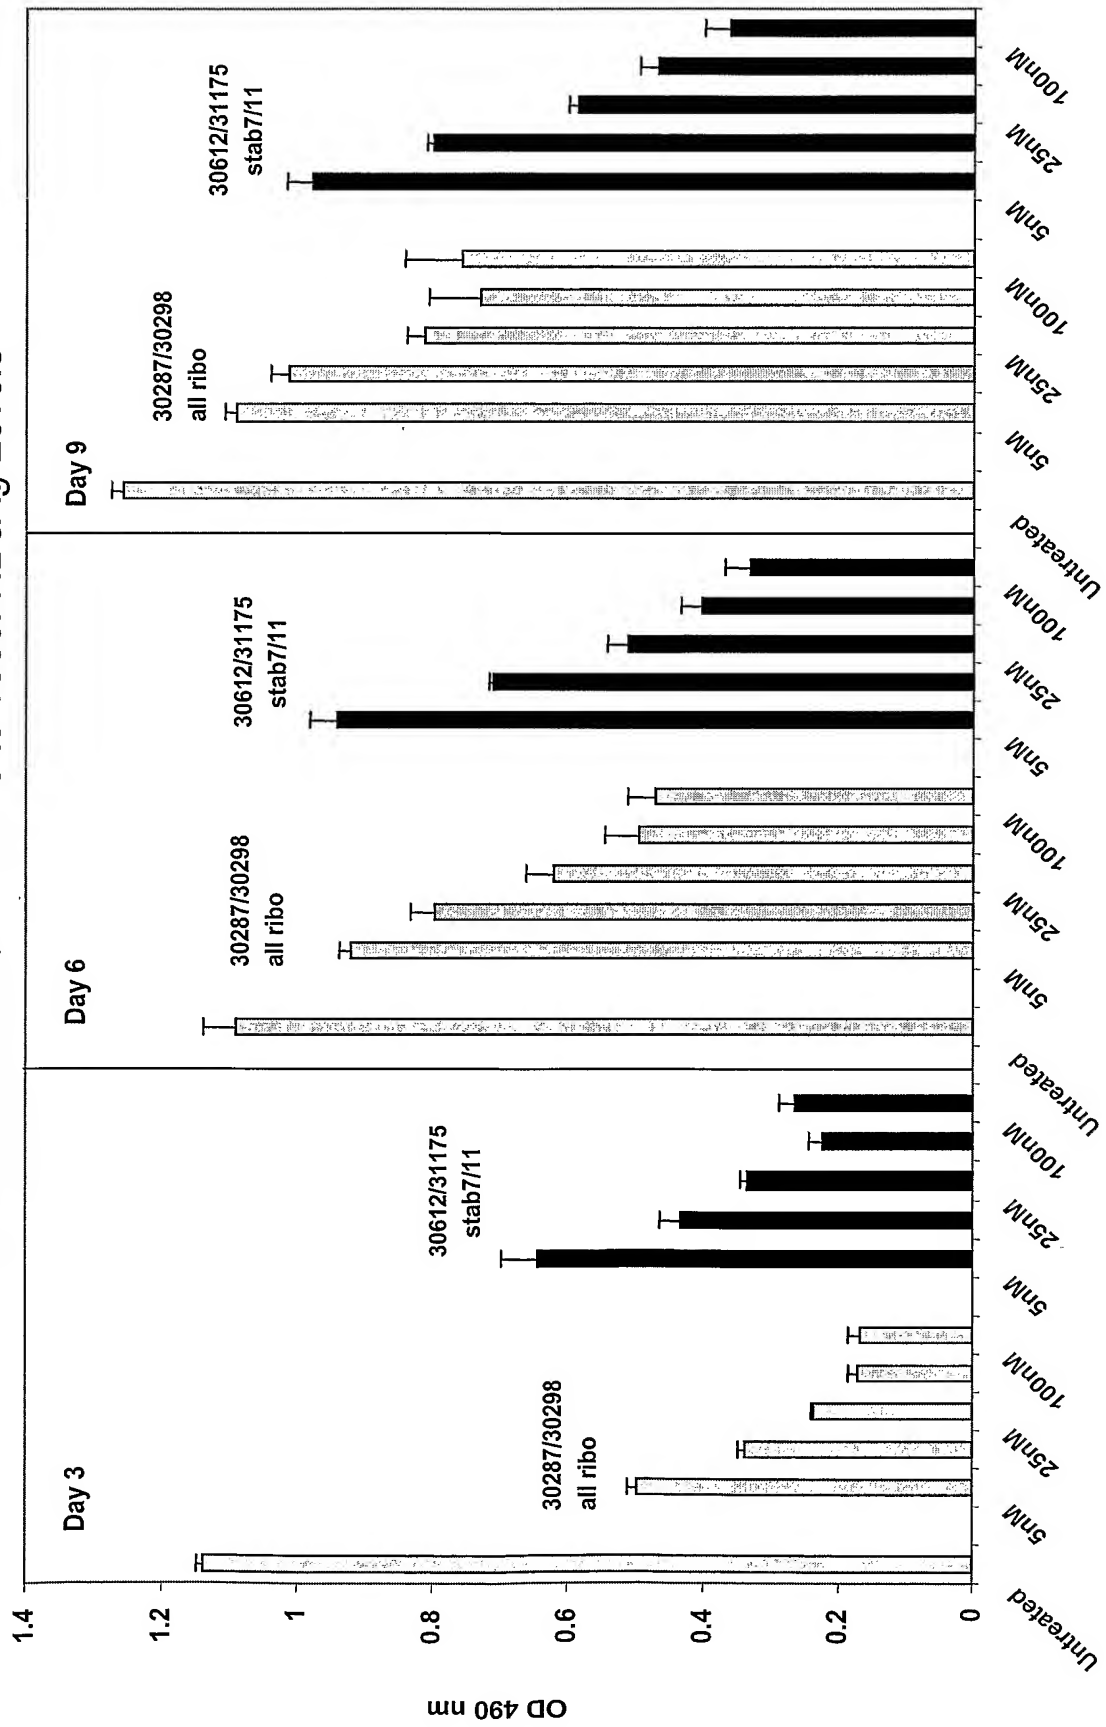 Day 3
Day 6
Day 9
30287/30298
all ribo
30612/31175
stab7/11
30287/30298
all ribo
30612/31175
stab7/11
30287/30298
all ribo
30612/31175
stab7/11
OD 490 nm
1.4
1.2
1
0.8
0.6
0.4
0.2
0
Untreated
5nM
25nM
100nM
5nM
25nM
100nM
Untreated
5nM
25nM
100nM
5nM
25nM
100nM
Untreated
5nM
25nM
100nM
5nM
25nM
100nM